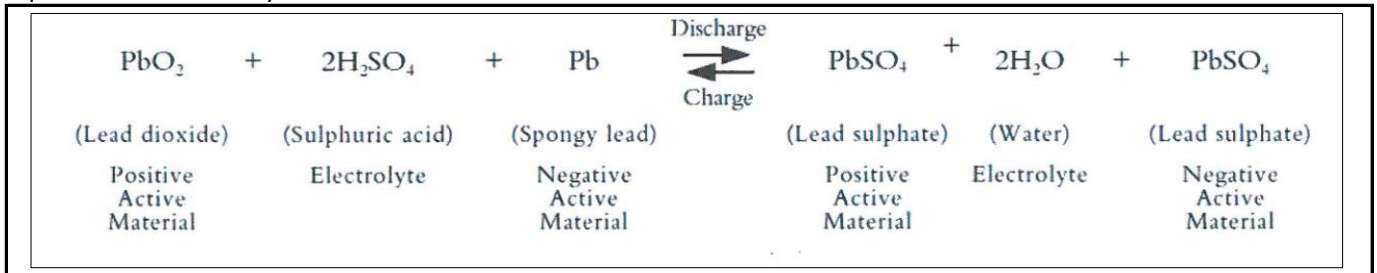 Discharge
PbO₂ + 2H₂SO₄ + Pb PbSO₄ + 2H₂O + PbSO₄
Charge
(Lead dioxide) (Sulphuric acid) (Spongy lead) (Lead sulphate) (Water) (Lead sulphate)
Positive Electrolyte Negative Positive Electrolyte Negative
Active Active Active Active
Material Material Material Material